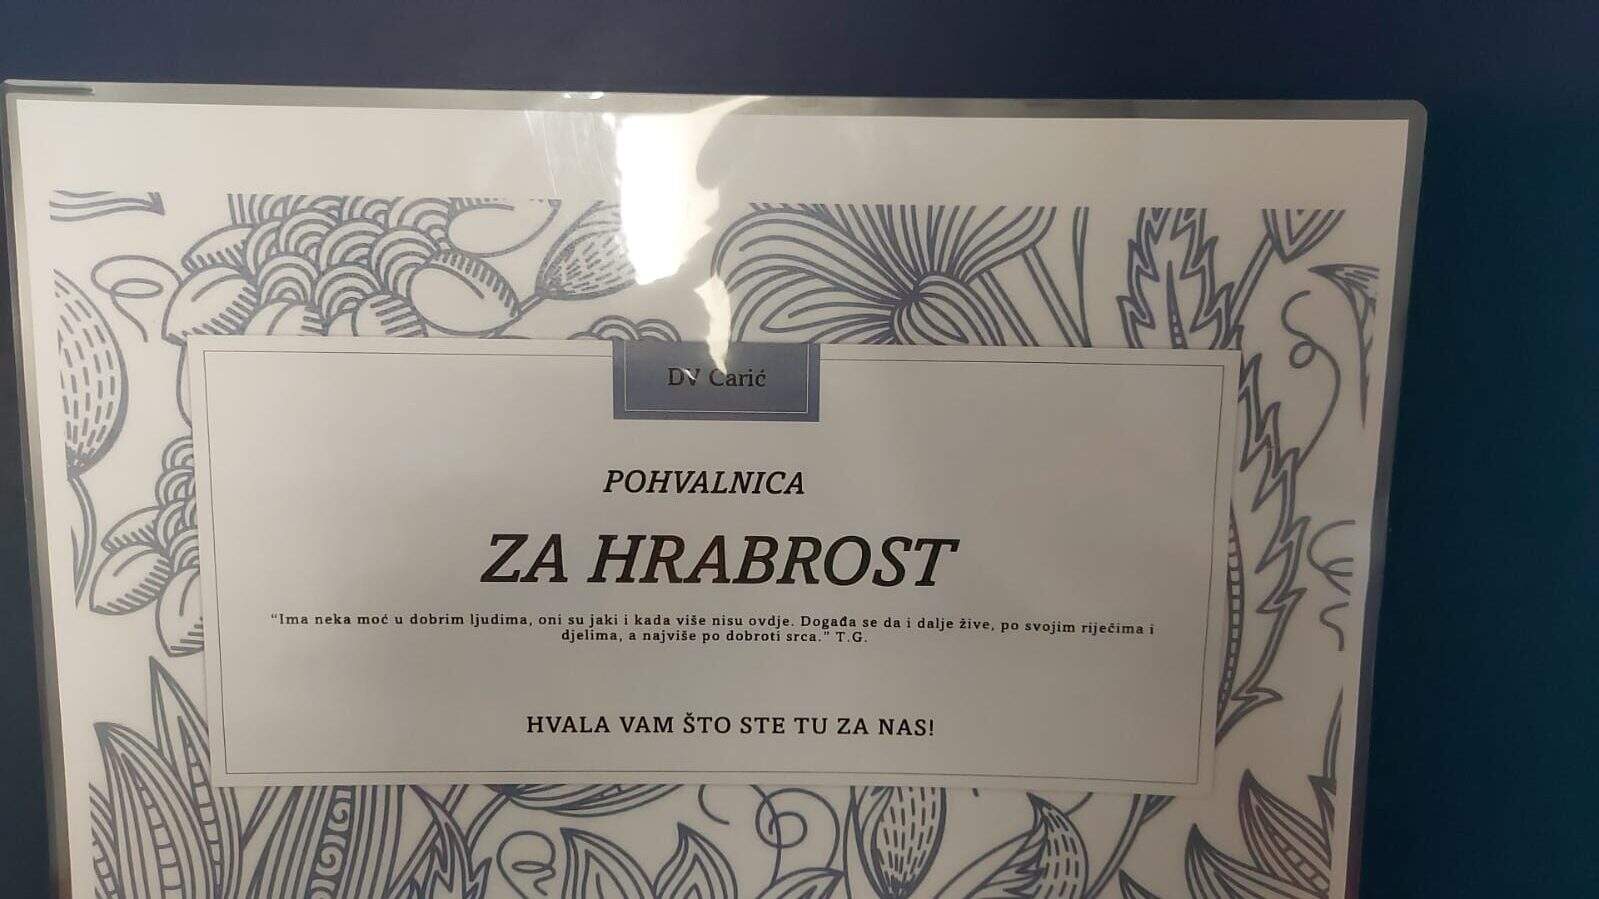 DV Carić
POHVALNICA
ZA HRABROST
“Ima neka moć u dobrim ljudima, oni su jaki i kada više nisu ovdje. Događa se da i dalje žive, po svojim riječima i
djelima, a najviše po dobroti srca.” T.G.
HVALA VAM ŠTO STE TU ZA NAS!